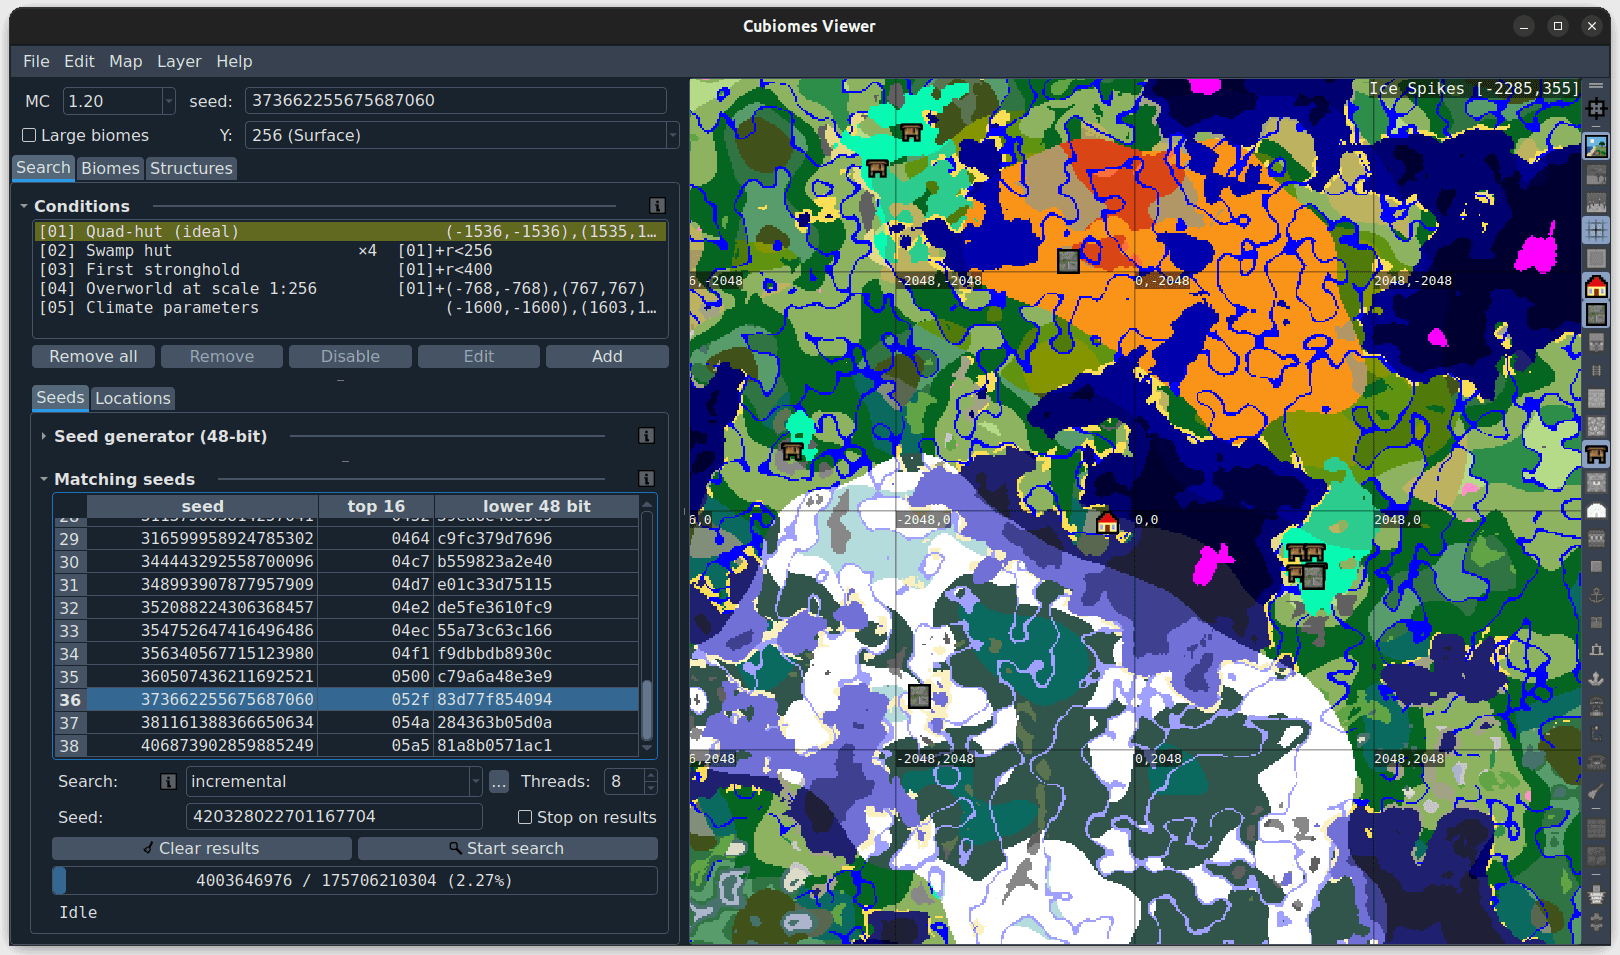 Cubiomes Viewer
File Edit Map Layer Help
MC 1.20 seed: 373662255675687060
Large biomes Y: 256 (Surface)
Search Biomes Structures
Conditions
[01] Quad-hut (ideal) (-1536,-1536),(1535,1…
[02] Swamp hut ×4 [01]+r<256
[03] First stronghold [01]+r<400
[04] Overworld at scale 1:256 [01]+(-768,-768),(767,767)
[05] Climate parameters (-1600,-1600),(1603,1…
Remove all Remove Disable Edit Add
Seeds Locations
Seed generator (48-bit)
Matching seeds
seed top 16 lower 48 bit
29 316599958924785302 0464 c9fc379d7696
30 344443292558700096 04c7 b559823a2e40
31 348993907877957909 04d7 e01c33d75115
32 352088224306368457 04e2 de5fe3610fc9
33 354752647416496486 04ec 55a73c63c166
34 356340567715123980 04f1 f9dbbdb8930c
35 360507436211692521 0500 c79a6a48e3e9
36 373662255675687060 052f 83d77f854094
37 381161388366650634 054a 284363b05d0a
38 406873902859885249 05a5 81a8b0571ac1
Search: incremental ... Threads: 8
Seed: 420328022701167704 Stop on results
Clear results Start search
4003646976 / 175706210304 (2.27%)
Idle
Ice Spikes [-2285,355]
6,-2048 -2048,-2048 0,-2048 2048,-2048
6,0 -2048,0 0,0 2048,0
6,2048 -2048,2048 0,2048 2048,2048